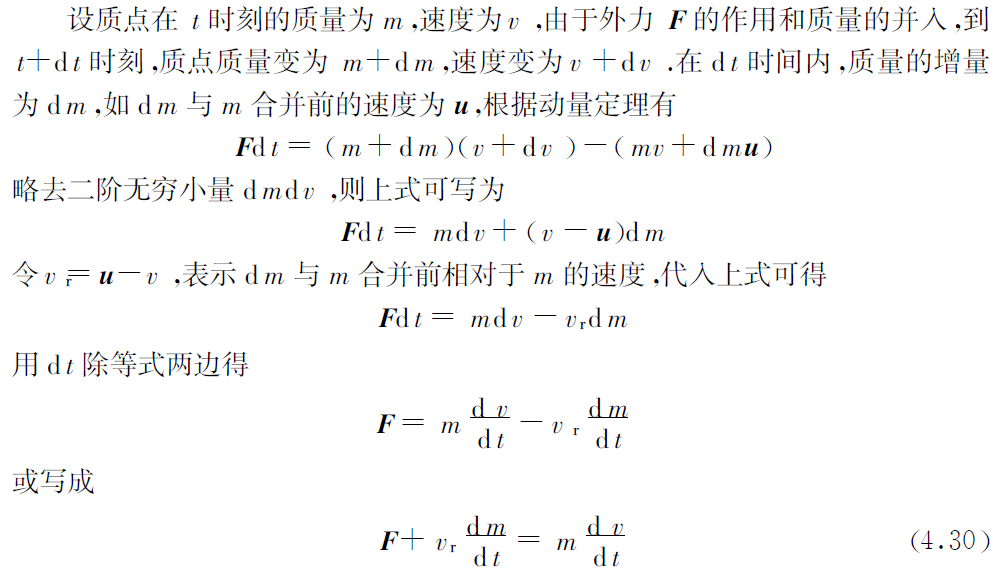 设质点在 t 时刻的质量为 m ,速度为 v ,由于外力 F 的作用和质量的并入 ,到
t+dt 时刻 ,质点质量变为 m+dm ,速度变为 v +dv .在 dt 时间内 ,质量的增量
为 dm ,如 dm 与 m 合并前的速度为 u ,根据动量定理有
Fdt = (m+dm)(v+dv )-(mv+dmu)
略去二阶无穷小量 dmdv ,则上式可写为
Fdt = mdv+(v -u)dm
令 v_r=u-v ,表示 dm 与 m 合并前相对于 m 的速度 ,代入上式可得
Fdt = mdv-v_rdm
用 dt 除等式两边得
F = m dv/dt - v_r dm/dt
或写成
F+ v_r dm/dt = m dv/dt (4.30)